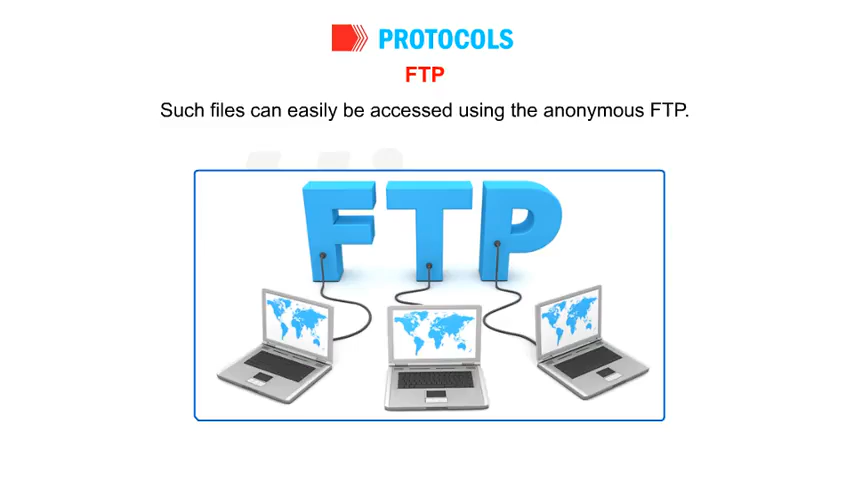 PROTOCOLS
FTP
Such files can easily be accessed using the anonymous FTP.
FTP